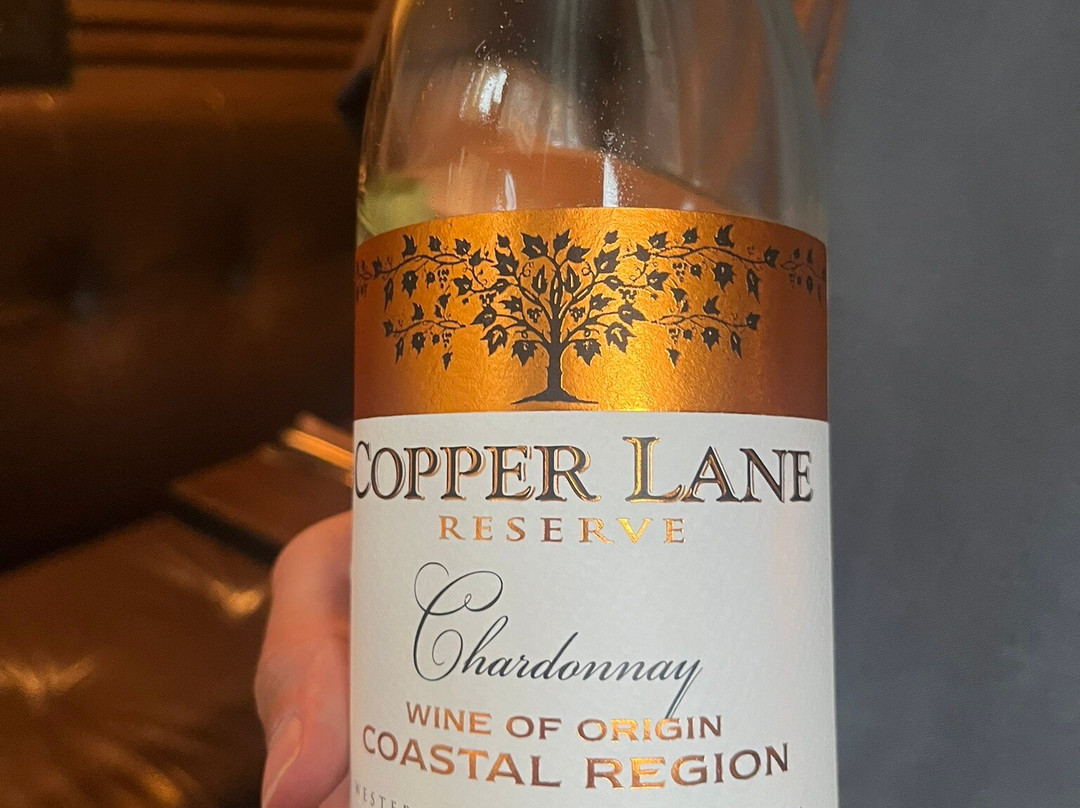 COPPER LANE
RESERVE
Chardonnay
WINE OF ORIGIN
COASTAL REGION